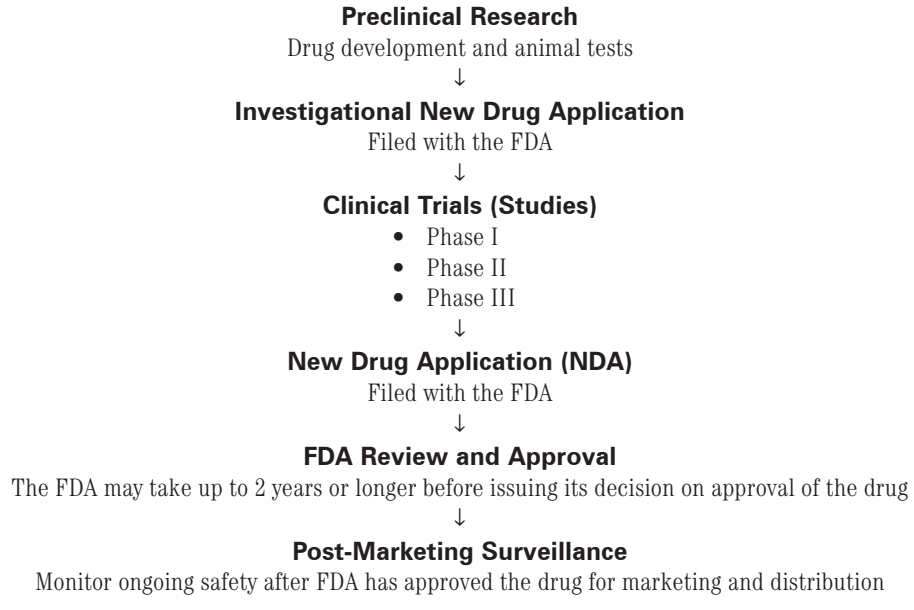 Preclinical Research
Drug development and animal tests
↓
Investigational New Drug Application
Filed with the FDA
↓
Clinical Trials (Studies)
• Phase I
• Phase II
• Phase III
↓
New Drug Application (NDA)
Filed with the FDA
↓
FDA Review and Approval
The FDA may take up to 2 years or longer before issuing its decision on approval of the drug
↓
Post-Marketing Surveillance
Monitor ongoing safety after FDA has approved the drug for marketing and distribution